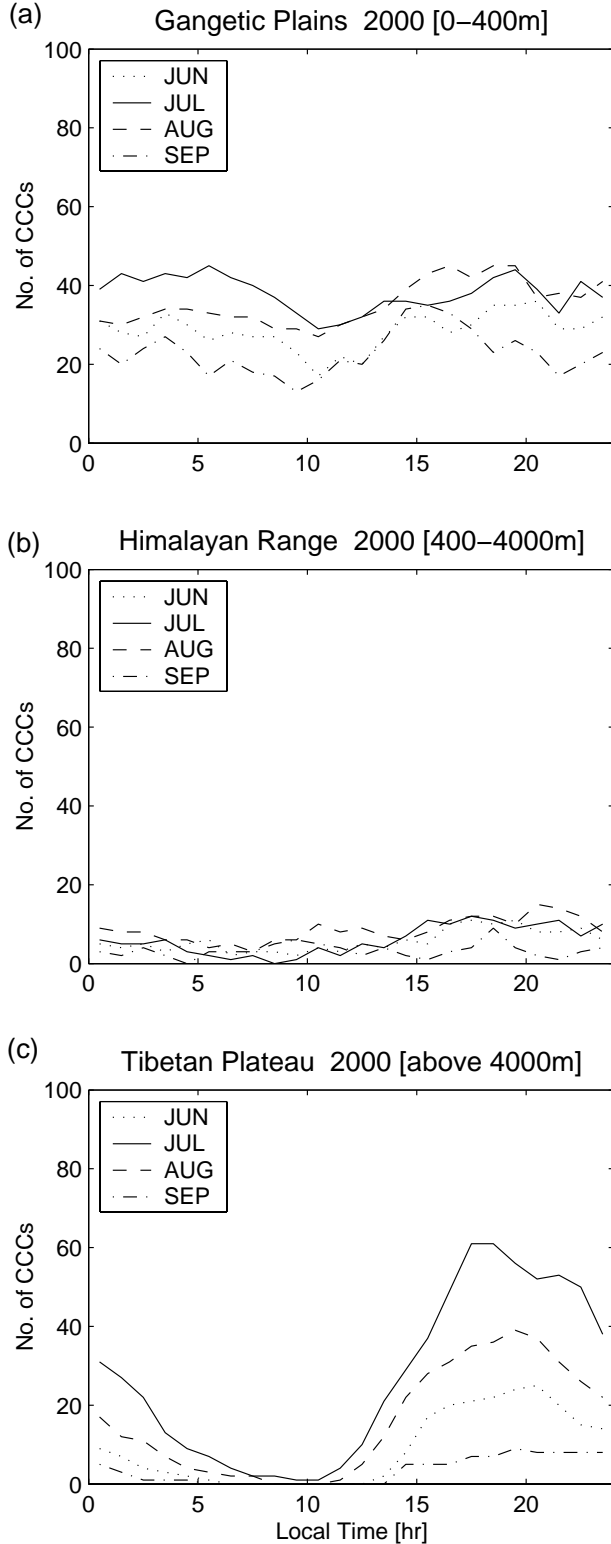 (a)
Gangetic Plains 2000 [0−400m]
100
80
60
40
20
0
No. of CCCs
JUN
JUL
AUG
SEP
0 5 10 15 20
(b)
Himalayan Range 2000 [400−4000m]
100
80
60
40
20
0
No. of CCCs
JUN
JUL
AUG
SEP
0 5 10 15 20
(c)
Tibetan Plateau 2000 [above 4000m]
100
80
60
40
20
0
No. of CCCs
JUN
JUL
AUG
SEP
0 5 10 15 20
Local Time [hr]